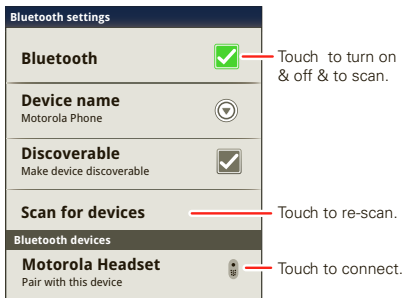 Bluetooth settings
Bluetooth
Touch to turn on
& off & to scan.
Device name
Motorola Phone
Discoverable
Make device discoverable
Scan for devices
Touch to re-scan.
Bluetooth devices
Motorola Headset
Pair with this device
Touch to connect.